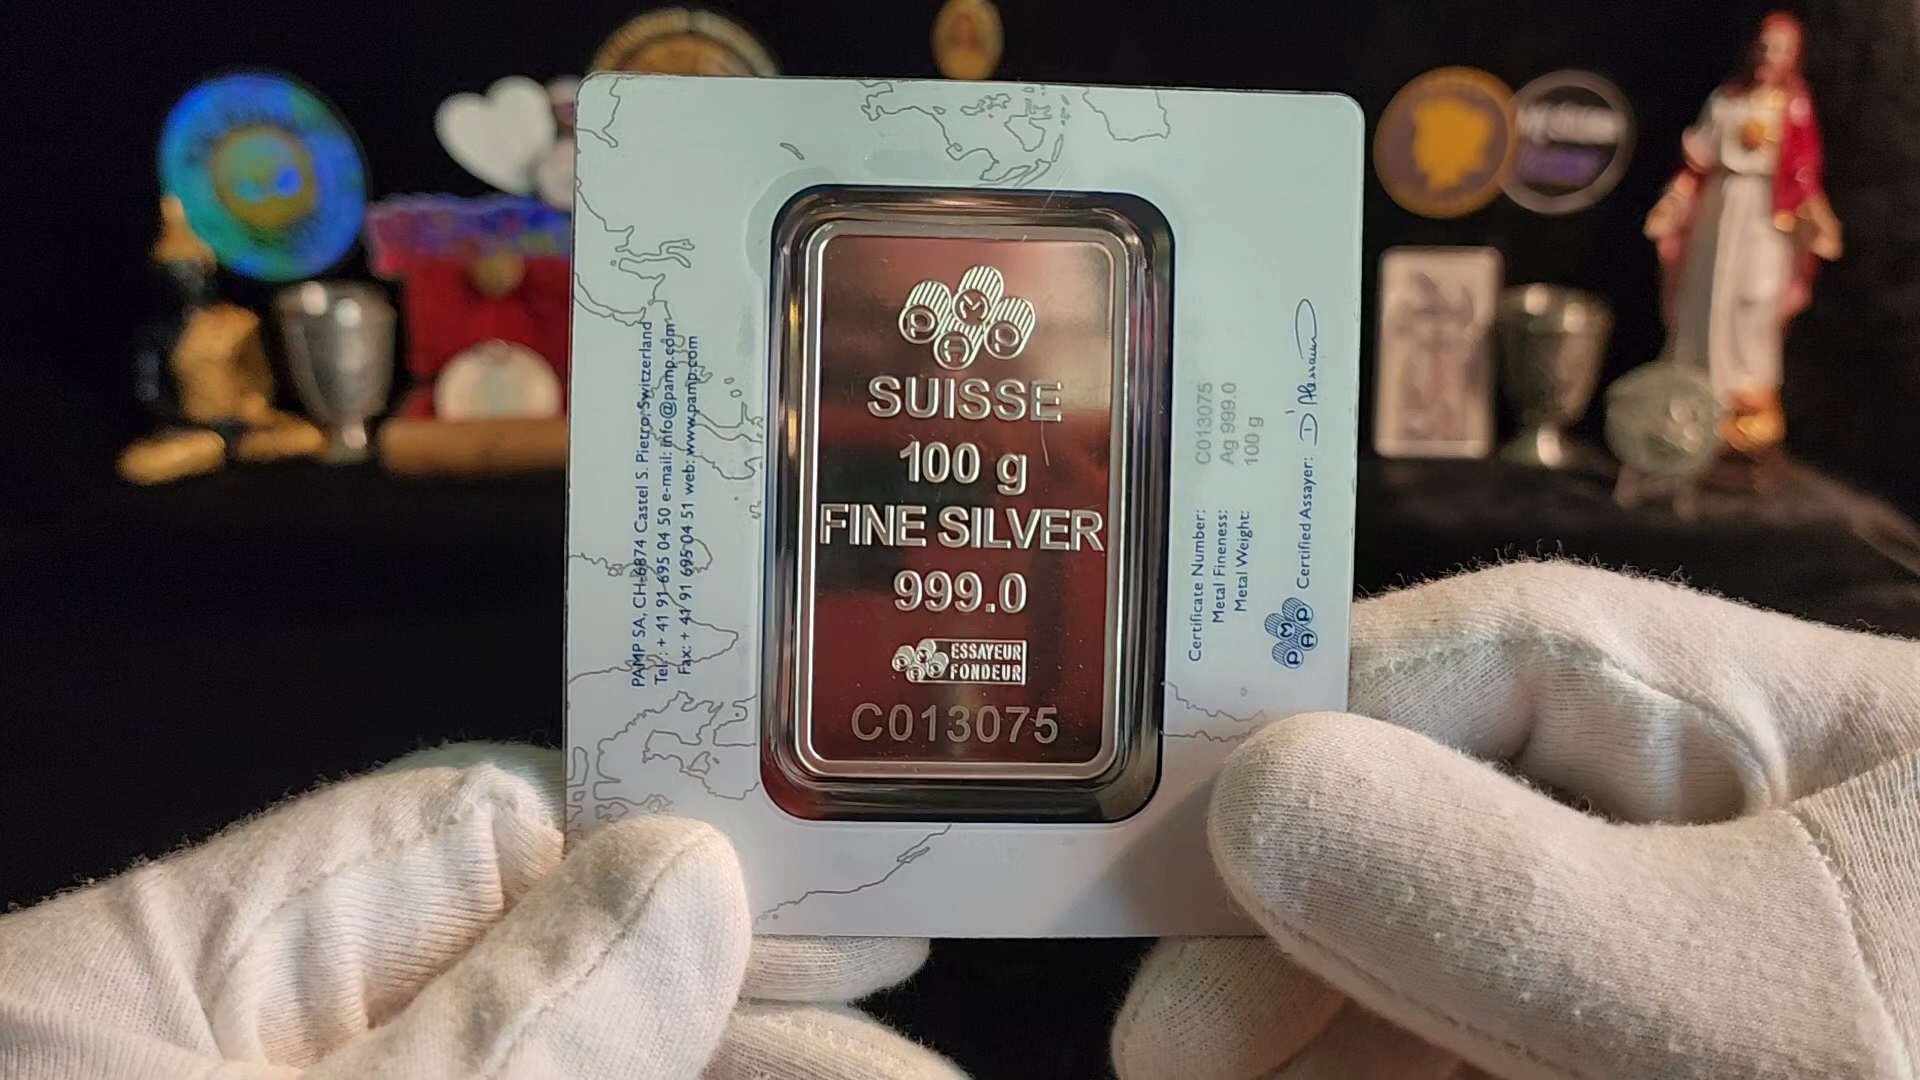 PAMP
SUISSE
100 g
FINE SILVER
999.0
PAMP ESSAYEUR
FONDEUR
C013075
PAMP SA, CH-6874 Castel S. Pietro, Switzerland
Tel.: + 41 91 695 04 50 e-mail: info@pamp.com
Fax: + 41 91 695 04 51 web: www.pamp.com
Certificate Number: C013075
Metal Fineness: Ag 999.0
Metal Weight: 100 g
PAMP Certified Assayer: